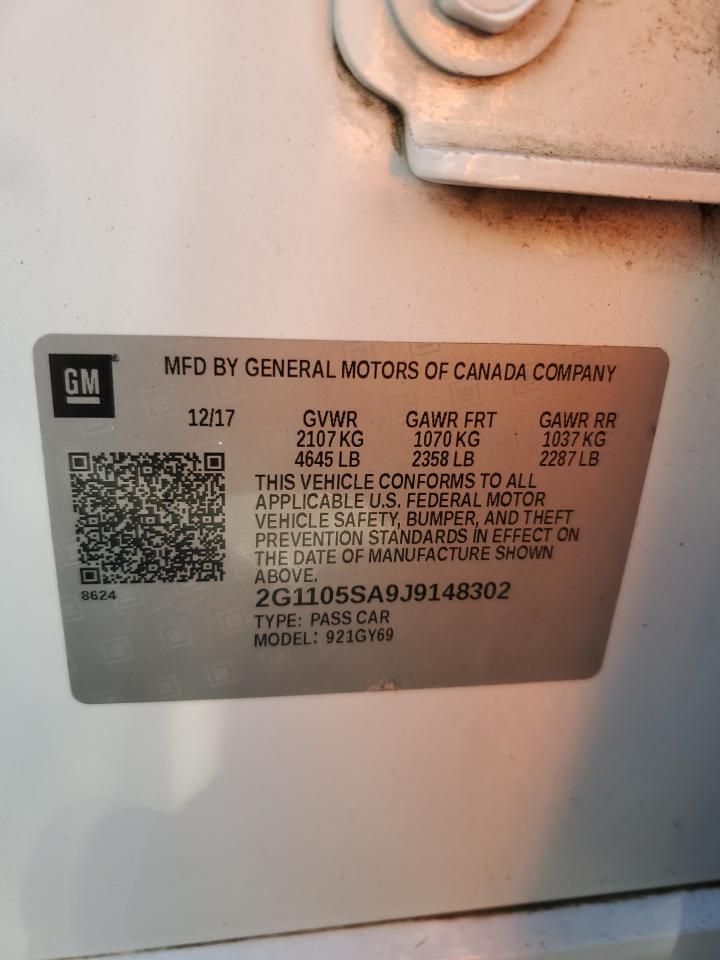 GM
MFD BY GENERAL MOTORS OF CANADA COMPANY
12/17 GVWR GAWR FRT GAWR RR
2107 KG 1070 KG 1037 KG
4645 LB 2358 LB 2287 LB
THIS VEHICLE CONFORMS TO ALL
APPLICABLE U.S. FEDERAL MOTOR
VEHICLE SAFETY, BUMPER, AND THEFT
PREVENTION STANDARDS IN EFFECT ON
THE DATE OF MANUFACTURE SHOWN
ABOVE.
8624
2G1105SA9J9148302
TYPE: PASS CAR
MODEL: 921GY69